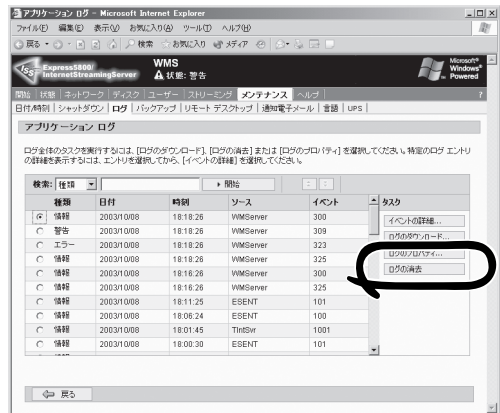 アプリケーション ログ - Microsoft Internet Explorer
ファイル(F) 編集(E) 表示(V) お気に入り(A) ツール(T) ヘルプ(H)
戻る 検索 お気に入り メディア
Express5800/
InternetStreamingServer
WMS
状態: 警告
Microsoft®
Windows®
Powered
開始 状態 ネットワーク ディスク ユーザー ストリーミング メンテナンス ヘルプ ?
日付/時刻 シャットダウン ログ バックアップ リモート デスクトップ 通知電子メール 言語 UPS
アプリケーション ログ
ログ全体のタスクを実行するには、[ログのダウンロード]、[ログの消去] または [ログのプロパティ] を選択してください。特定のログ エントリ
の詳細を表示するには、エントリを選択してから、[イベントの詳細] を選択してください。
検索: 種類 開始
種類 日付 時刻 ソース イベント タスク
情報 2003/10/08 18:18:26 WMServer 300
警告 2003/10/08 18:18:26 WMServer 309
エラー 2003/10/08 18:18:26 WMServer 323
情報 2003/10/08 18:18:26 WMServer 325
情報 2003/10/08 18:16:26 WMServer 300
情報 2003/10/08 18:16:26 WMServer 325
情報 2003/10/08 18:11:25 ESENT 101
情報 2003/10/08 18:06:24 ESENT 100
情報 2003/10/08 18:01:45 TlntSvr 1001
情報 2003/10/08 18:00:30 ESENT 101
イベントの詳細...
ログのダウンロード...
ログのプロパティ...
ログの消去
戻る